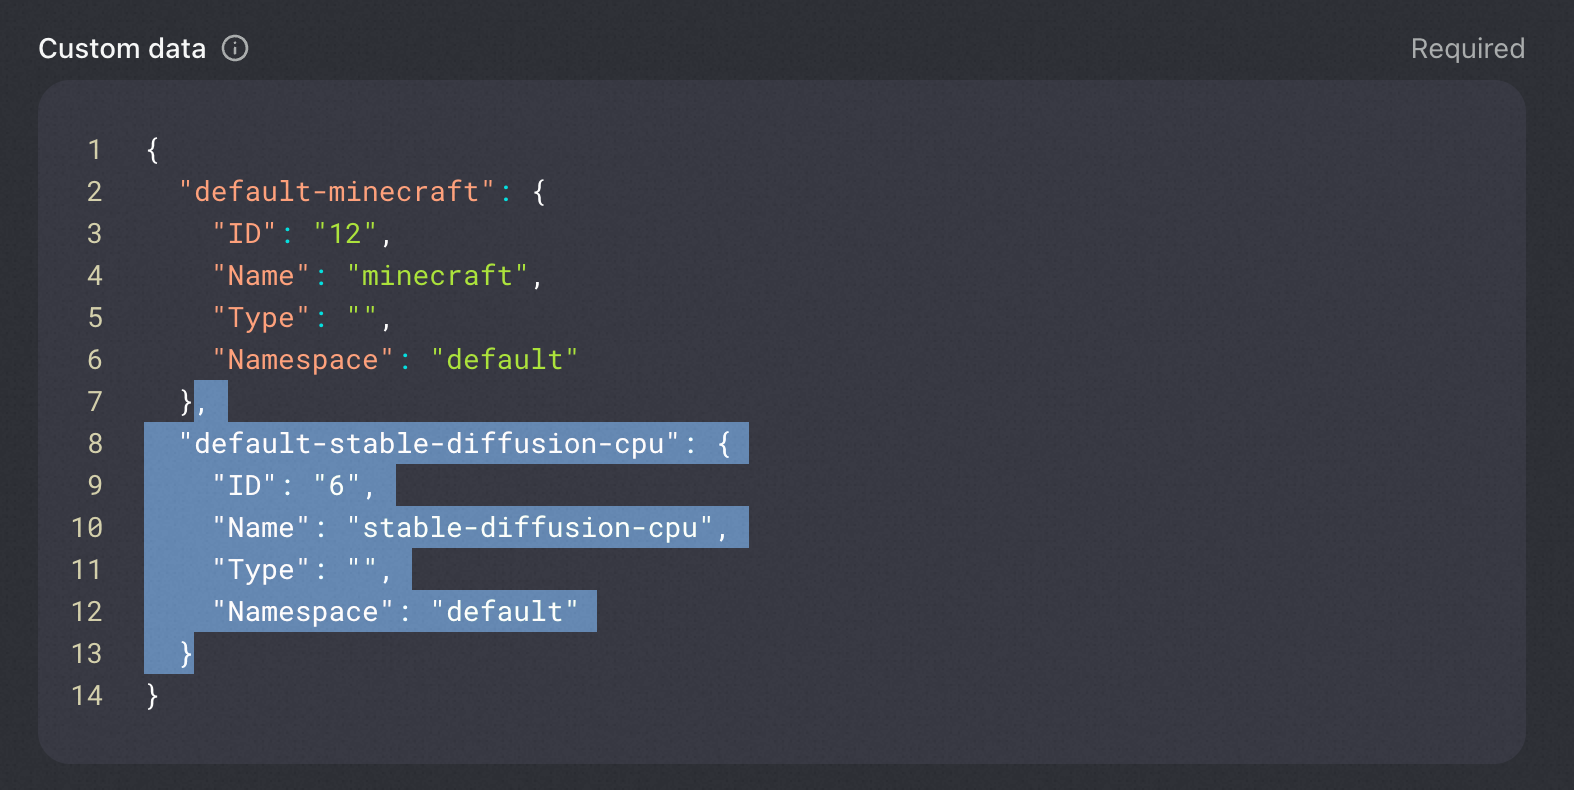 Custom data
Required
1 {
2   "default-minecraft": {
3     "ID": "12",
4     "Name": "minecraft",
5     "Type": "",
6     "Namespace": "default"
7   },
8   "default-stable-diffusion-cpu": {
9     "ID": "6",
10     "Name": "stable-diffusion-cpu",
11     "Type": "",
12     "Namespace": "default"
13   }
14 }